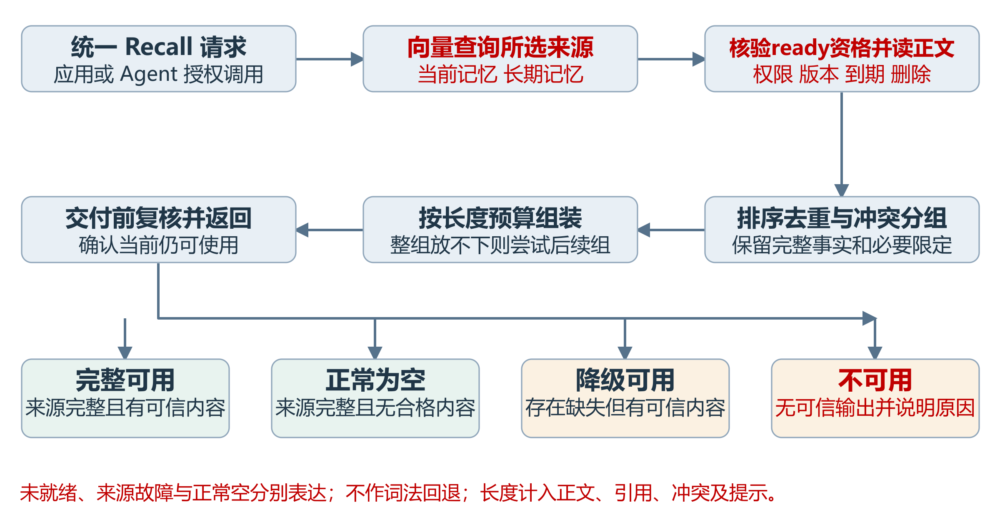 统一 Recall 请求
应用或 Agent 授权调用
向量查询所选来源
当前记忆 长期记忆
核验ready资格并读正文
权限 版本 到期 删除
交付前复核并返回
确认当前仍可使用
按长度预算组装
整组放不下则尝试后续组
排序去重与冲突分组
保留完整事实和必要限定
完整可用
来源完整且有可信内容
正常为空
来源完整且无合格内容
降级可用
存在缺失但有可信内容
不可用
无可信输出并说明原因
未就绪、来源故障与正常空分别表达；不作词法回退；长度计入正文、引用、冲突及提示。